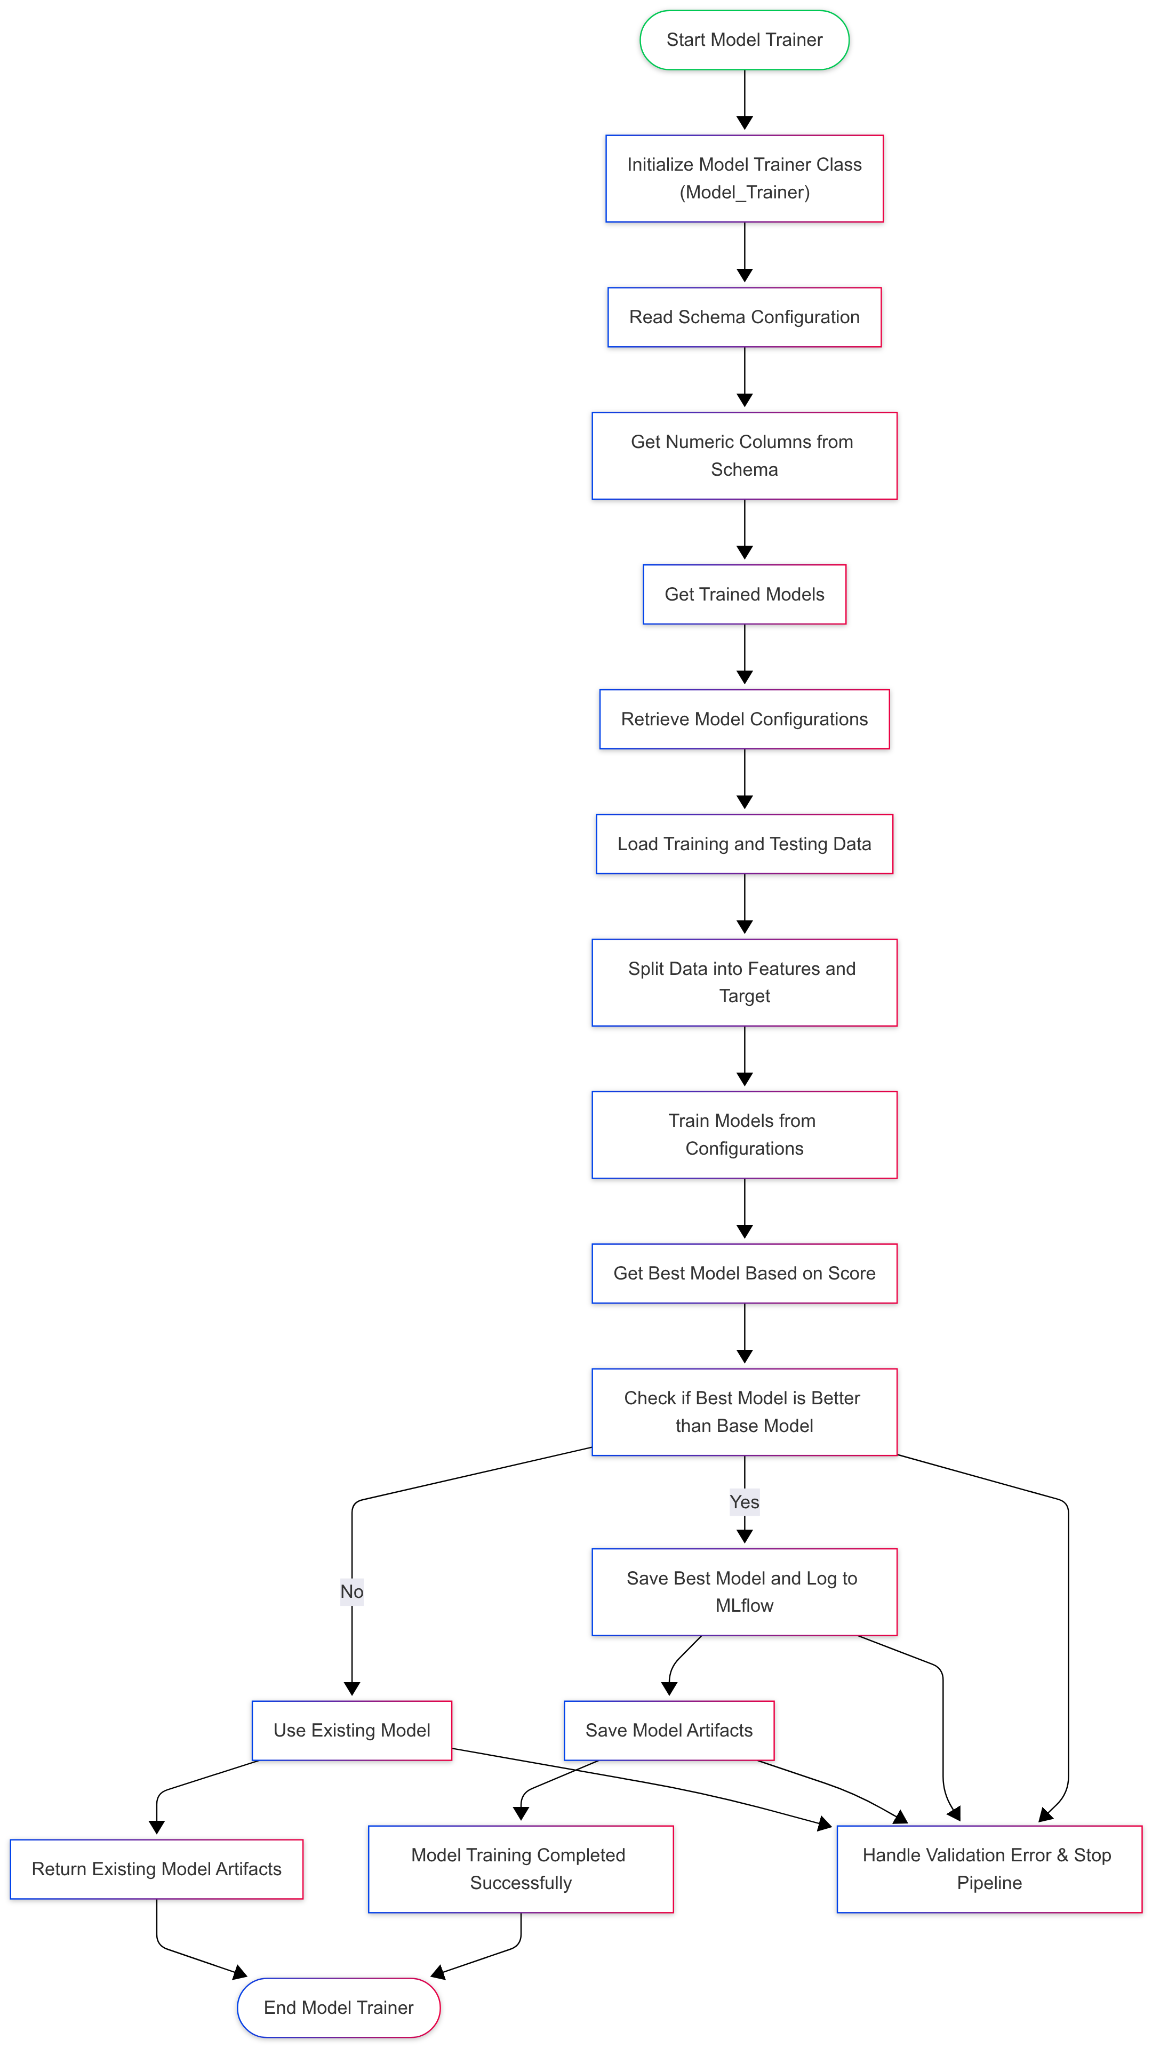 Start Model Trainer
Initialize Model Trainer Class
(Model_Trainer)
Read Schema Configuration
Get Numeric Columns from
Schema
Get Trained Models
Retrieve Model Configurations
Load Training and Testing Data
Split Data into Features and
Target
Train Models from
Configurations
Get Best Model Based on Score
Check if Best Model is Better
than Base Model
Yes
No
Save Best Model and Log to
MLflow
Use Existing Model
Save Model Artifacts
Return Existing Model Artifacts
Model Training Completed
Successfully
Handle Validation Error & Stop
Pipeline
End Model Trainer